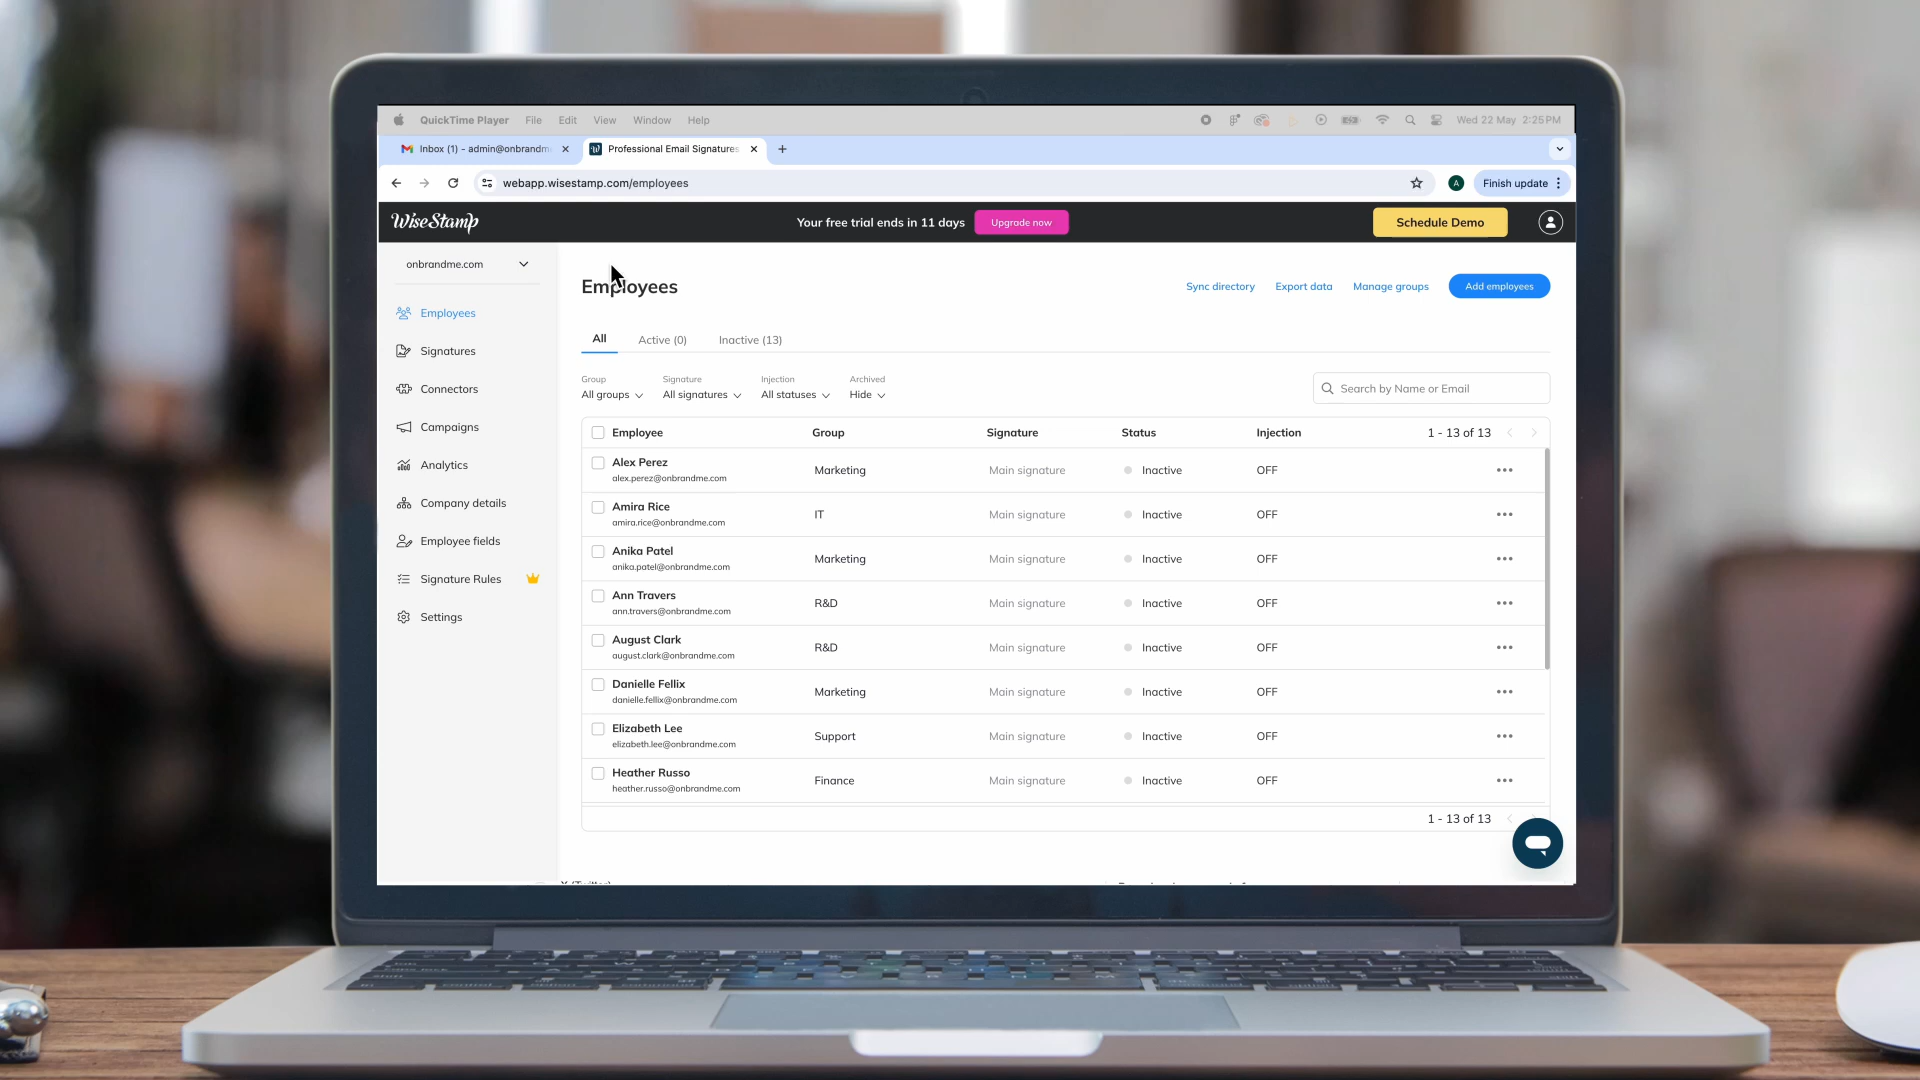 QuickTime Player File Edit View Window Help Wed 22 May 2:25 PM
Inbox (1) - admin@onbrandm Professional Email Signatures
webapp.wisestamp.com/employees A Finish update
WiseStamp Your free trial ends in 11 days Upgrade now Schedule Demo
onbrandme.com
Employees
Signatures
Connectors
Campaigns
Analytics
Company details
Employee fields
Signature Rules
Settings
Employees Sync directory Export data Manage groups Add employees
All Active (0) Inactive (13)
Group Signature Injection Archived
All groups All signatures All statuses Hide Search by Name or Email
Employee Group Signature Status Injection 1 - 13 of 13
Alex Perez Marketing Main signature Inactive OFF
alex.perez@onbrandme.com
Amira Rice IT Main signature Inactive OFF
amira.rice@onbrandme.com
Anika Patel Marketing Main signature Inactive OFF
anika.patel@onbrandme.com
Ann Travers R&D Main signature Inactive OFF
ann.travers@onbrandme.com
August Clark R&D Main signature Inactive OFF
august.clark@onbrandme.com
Danielle Fellix Marketing Main signature Inactive OFF
danielle.fellix@onbrandme.com
Elizabeth Lee Support Main signature Inactive OFF
elizabeth.lee@onbrandme.com
Heather Russo Finance Main signature Inactive OFF
heather.russo@onbrandme.com
1 - 13 of 13